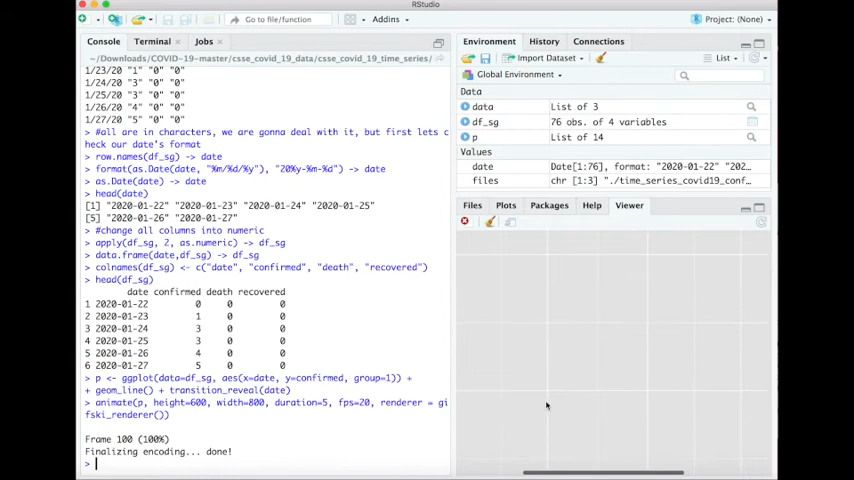 RStudio
Go to file/function
Addins
Project: (None)
Console Terminal Jobs
~/Downloads/COVID-19-master/csse_covid_19_data/csse_covid_19_time_series/
1/23/20 "1" "0" "0"
1/24/20 "3" "0" "0"
1/25/20 "3" "0" "0"
1/26/20 "4" "0" "0"
1/27/20 "5" "0" "0"
> #all are in characters, we are gonna deal with it, but first lets c
heck our date's format
> row.names(df_sg) -> date
> format(as.Date(date, "%m/%d/%y"), "20%y-%m-%d") -> date
> as.Date(date) -> date
> head(date)
[1] "2020-01-22" "2020-01-23" "2020-01-24" "2020-01-25"
[5] "2020-01-26" "2020-01-27"
> #change all columns into numeric
> apply(df_sg, 2, as.numeric) -> df_sg
> data.frame(date,df_sg) -> df_sg
> colnames(df_sg) <- c("date", "confirmed", "death", "recovered")
> head(df_sg)
date confirmed death recovered
1 2020-01-22 0 0 0
2 2020-01-23 1 0 0
3 2020-01-24 3 0 0
4 2020-01-25 3 0 0
5 2020-01-26 4 0 0
6 2020-01-27 5 0 0
> p <- ggplot(data=df_sg, aes(x=date, y=confirmed, group=1)) +
+ geom_line() + transition_reveal(date)
> animate(p, height=600, width=800, duration=5, fps=20, renderer = gi
fski_renderer())
Frame 100 (100%)
Finalizing encoding... done!
>
Environment History Connections
Import Dataset List
Global Environment
Data
data List of 3
df_sg 76 obs. of 4 variables
p List of 14
Values
date Date[1:76], format: "2020-01-22" "202…
files chr [1:3] "./time_series_covid19_conf…
Files Plots Packages Help Viewer